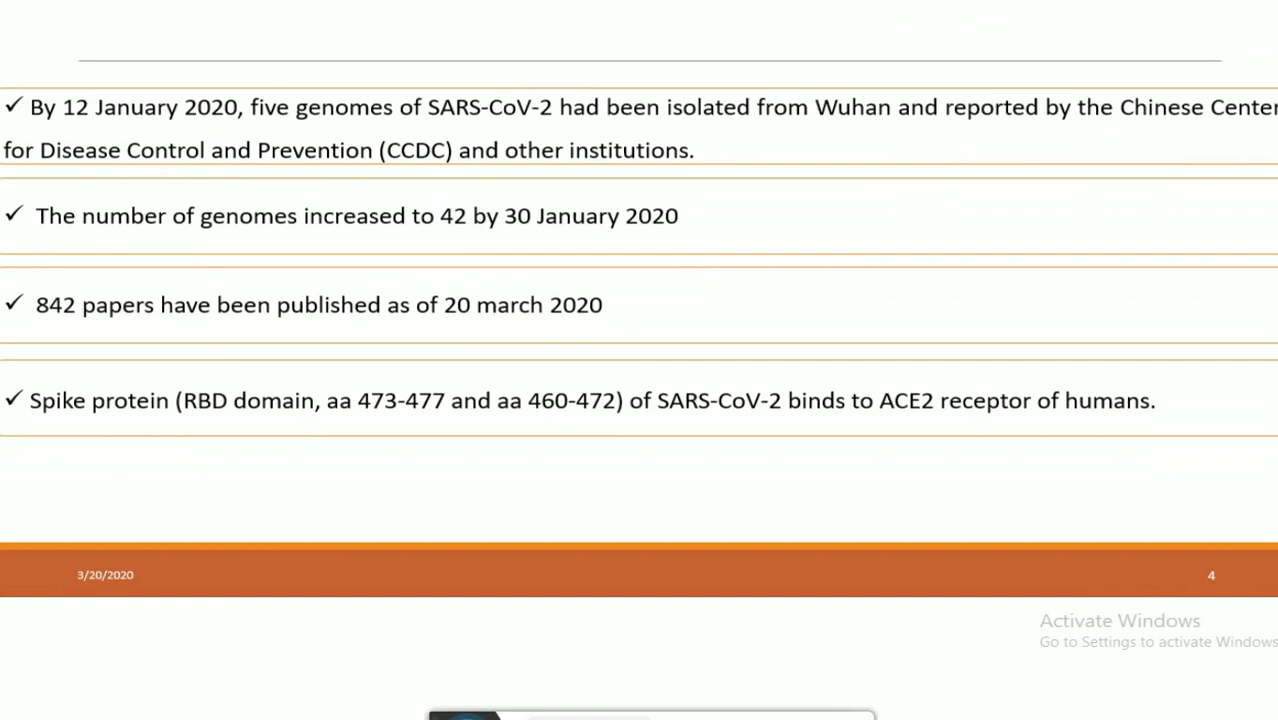 ✓ By 12 January 2020, five genomes of SARS-CoV-2 had been isolated from Wuhan and reported by the Chinese Center
for Disease Control and Prevention (CCDC) and other institutions.
✓ The number of genomes increased to 42 by 30 January 2020
✓ 842 papers have been published as of 20 march 2020
✓ Spike protein (RBD domain, aa 473-477 and aa 460-472) of SARS-CoV-2 binds to ACE2 receptor of humans.
3/20/2020
4
Activate Windows
Go to Settings to activate Windows